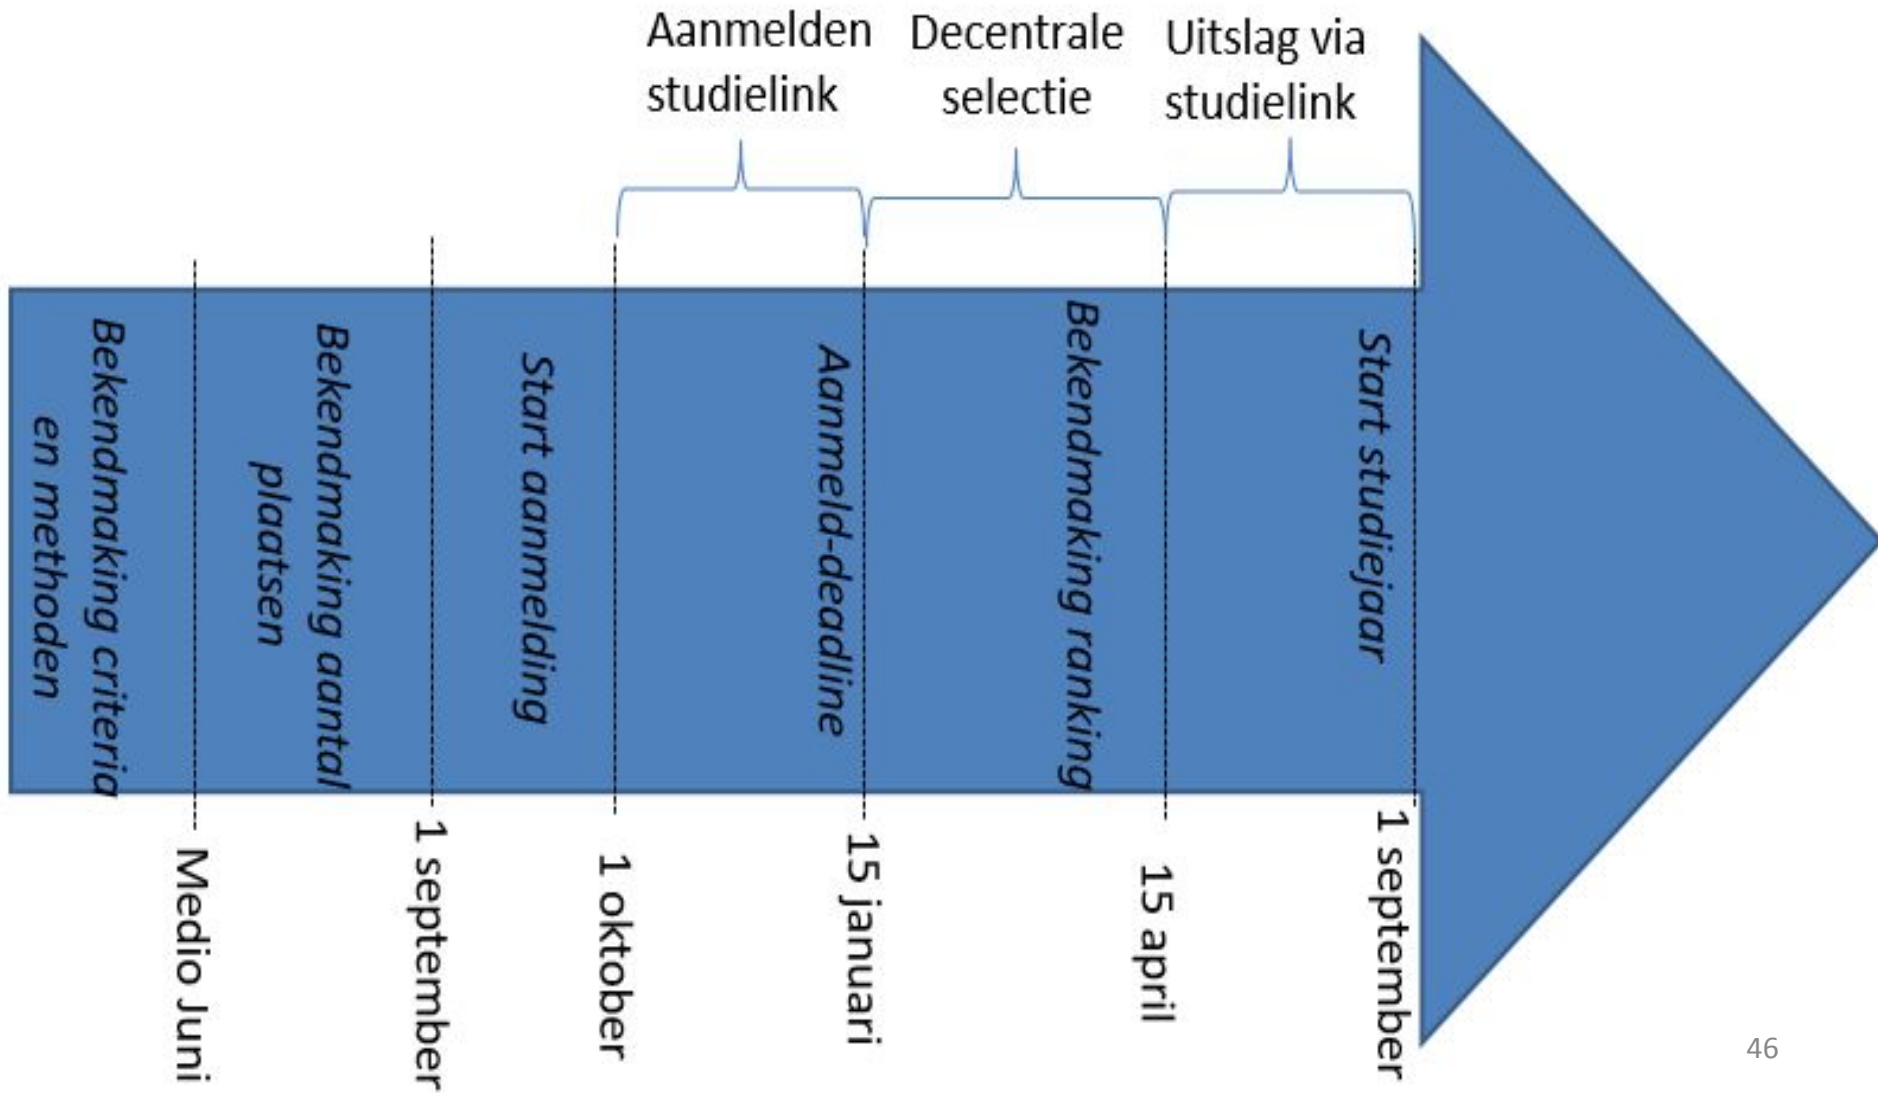 Aanmelden
studielink
Decentrale
selectie
Uitslag via
studielink
Bekendmaking criteria
en methoden
Bekendmaking aantal
plaatsen
Start aanmelding
Aanmeld-deadline
Bekendmaking ranking
Start studiejaar
Medio Juni
1 september
1 oktober
15 januari
15 april
1 september
46